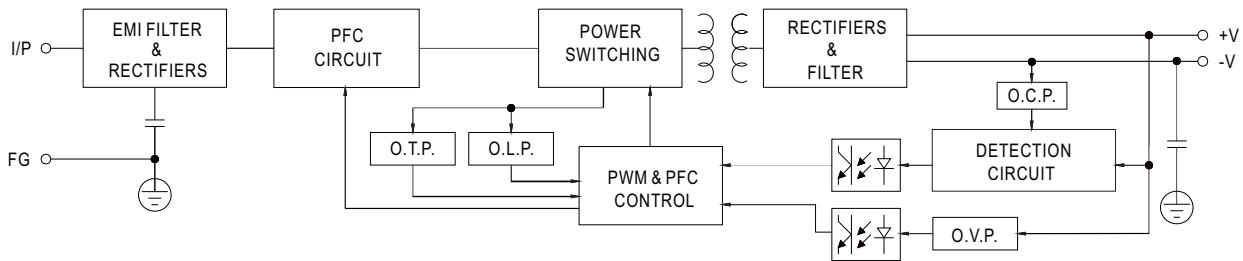 I/P
EMI FILTER
&
RECTIFIERS
PFC
CIRCUIT
POWER
SWITCHING
RECTIFIERS
&
FILTER
+V
-V
O.C.P.
FG
O.T.P.
O.L.P.
PWM & PFC
CONTROL
DETECTION
CIRCUIT
O.V.P.